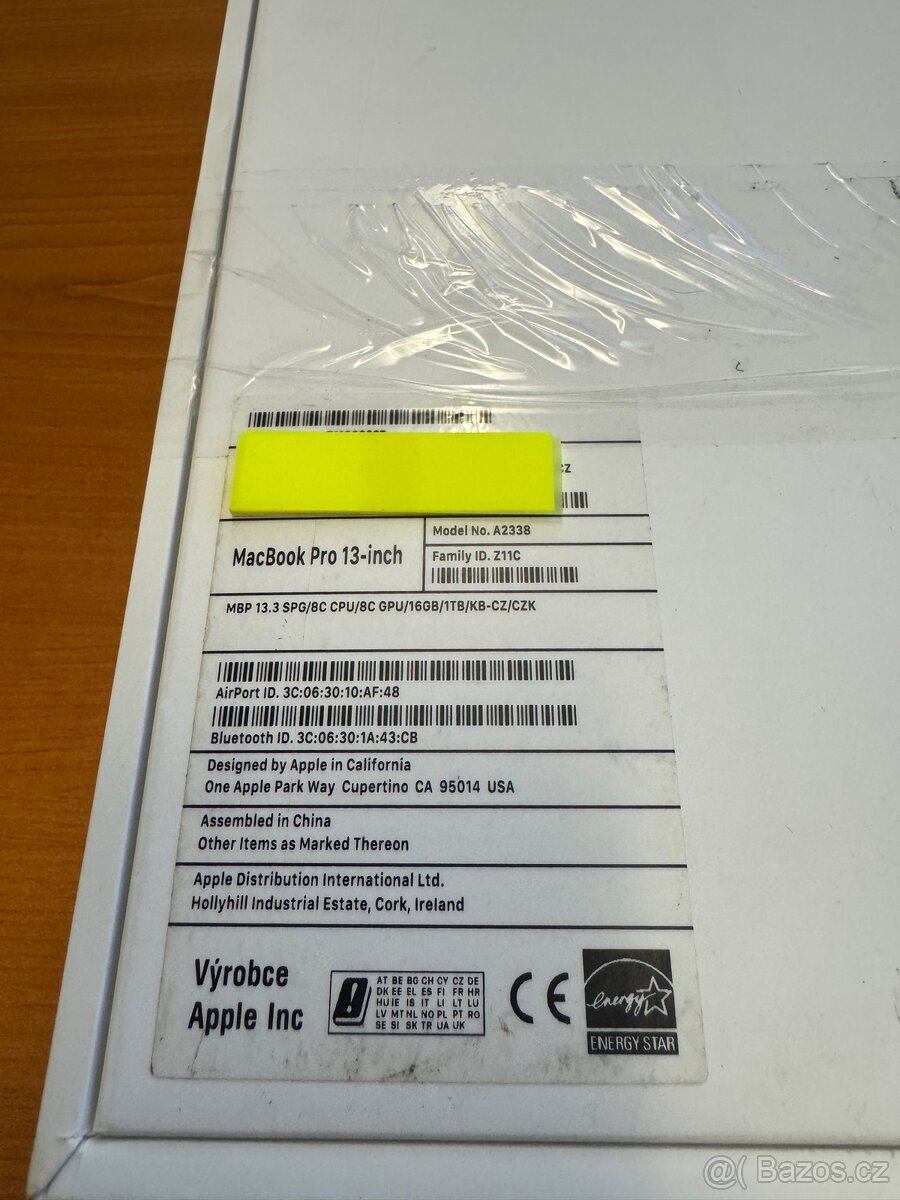 CZ
Model No. A2338
MacBook Pro 13-inch
Family ID. Z11C
MBP 13.3 SPG/8C CPU/8C GPU/16GB/1TB/KB-CZ/CZK
AirPort ID. 3C:06:30:10:AF:48
Bluetooth ID. 3C:06:30:1A:43:CB
Designed by Apple in California
One Apple Park Way Cupertino CA 95014 USA
Assembled in China
Other Items as Marked Thereon
Apple Distribution International Ltd.
Hollyhill Industrial Estate, Cork, Ireland
Výrobce
Apple Inc
AT BE BG CH CY CZ DE
DK EE EL ES FI FR HR
HU IE IS IT LI LT LU
LV MT NL NO PL PT RO
SE SI SK TR UA UK
CE
energy
ENERGY STAR
@( Bazos.cz